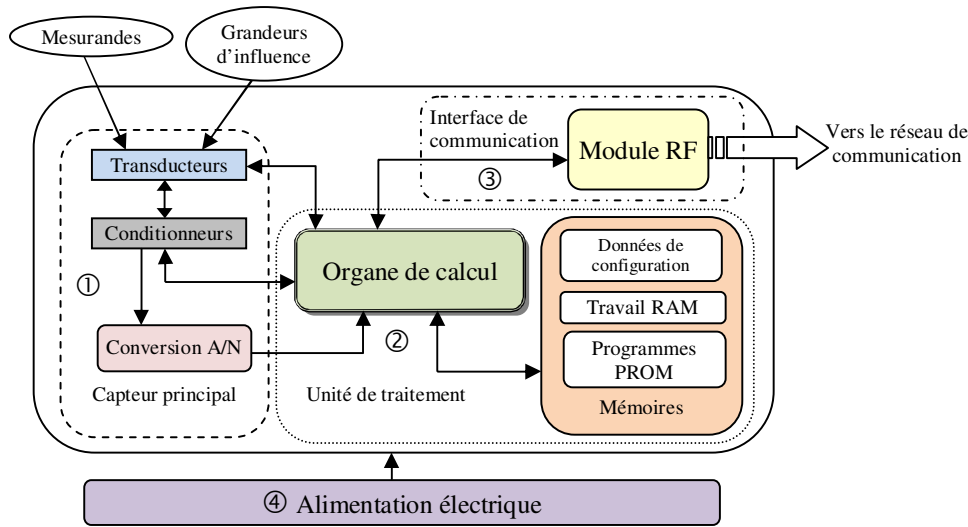 Mesurandes
Grandeurs
d'influence
Interface de
communication
Module RF
Vers le réseau de
communication
③
Transducteurs
Conditionneurs
①
Conversion A/N
Capteur principal
Organe de calcul
②
Unité de traitement
Données de
configuration
Travail RAM
Programmes
PROM
Mémoires
④ Alimentation électrique